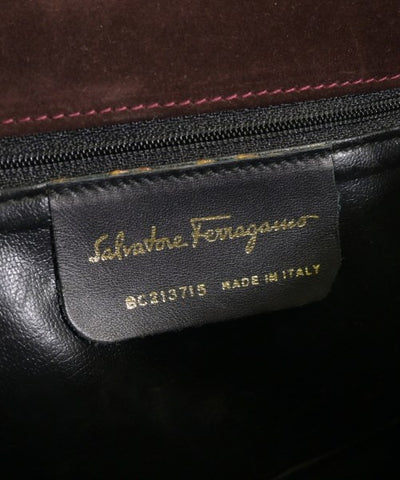 Salvatore Ferragamo
BC213715 MADE IN ITALY